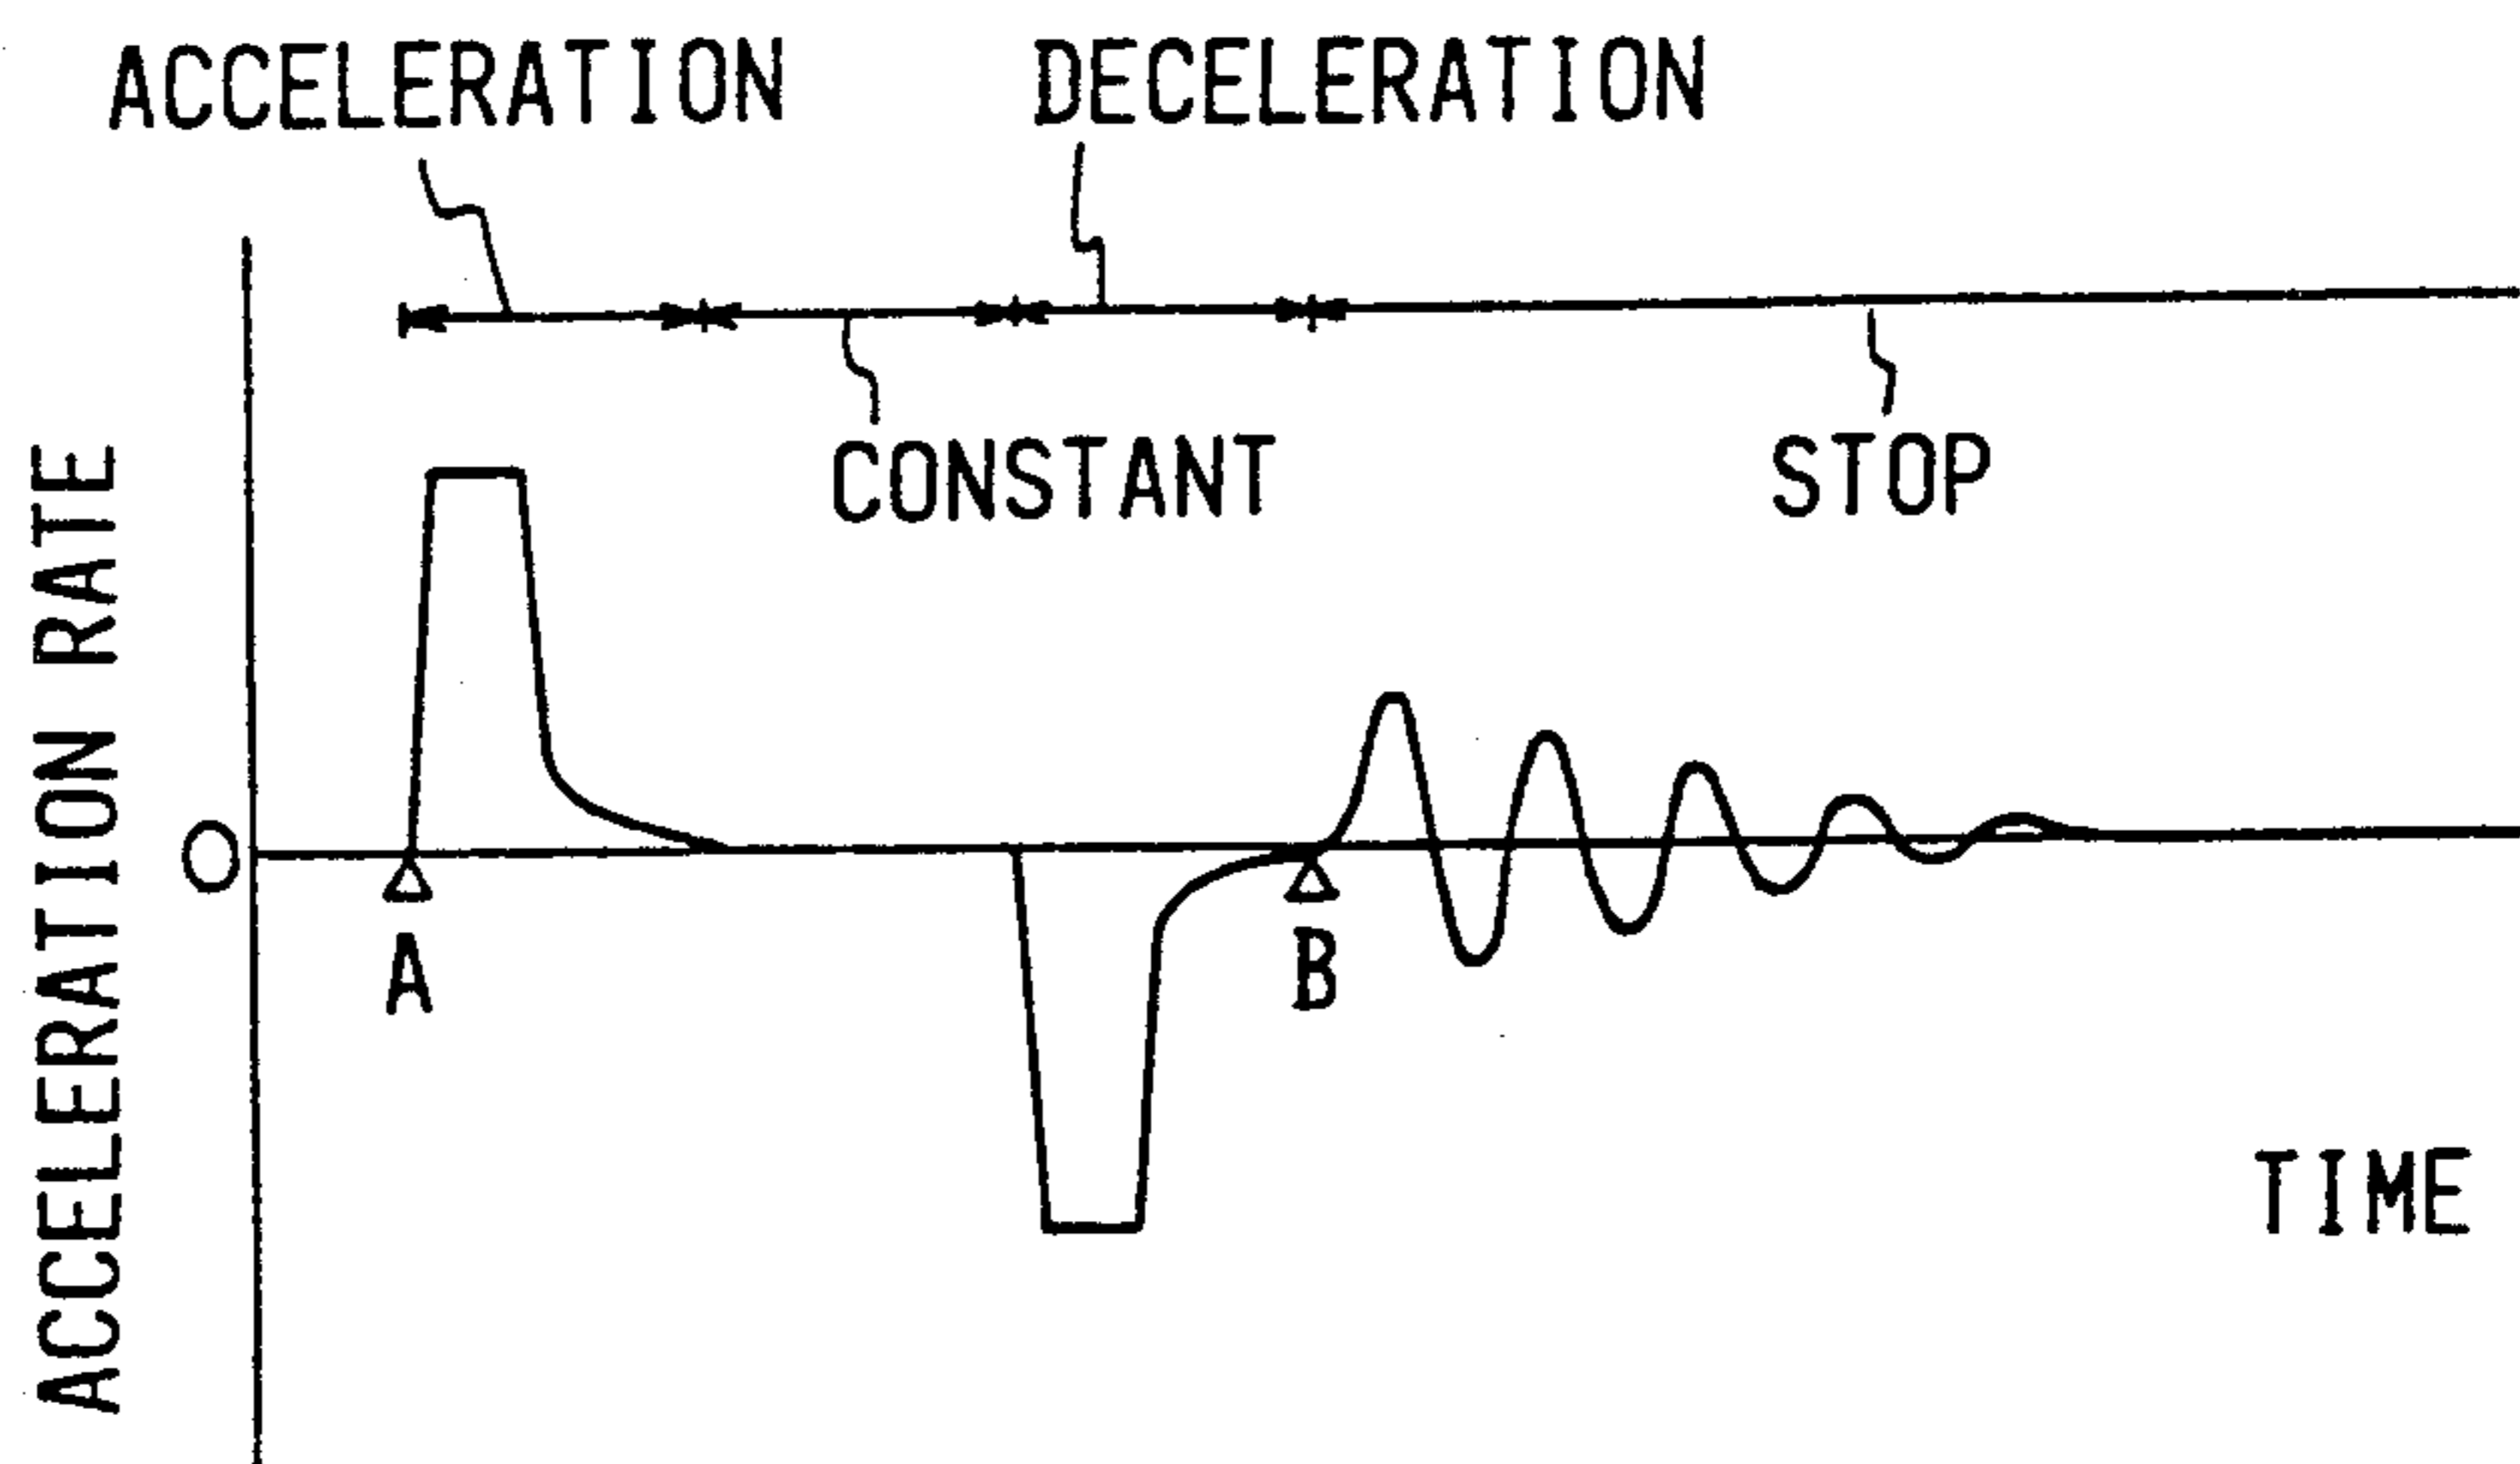 ACCELERATION
DECELERATION
CONSTANT
STOP
ACCELERATION RATE
0
A
B
TIME